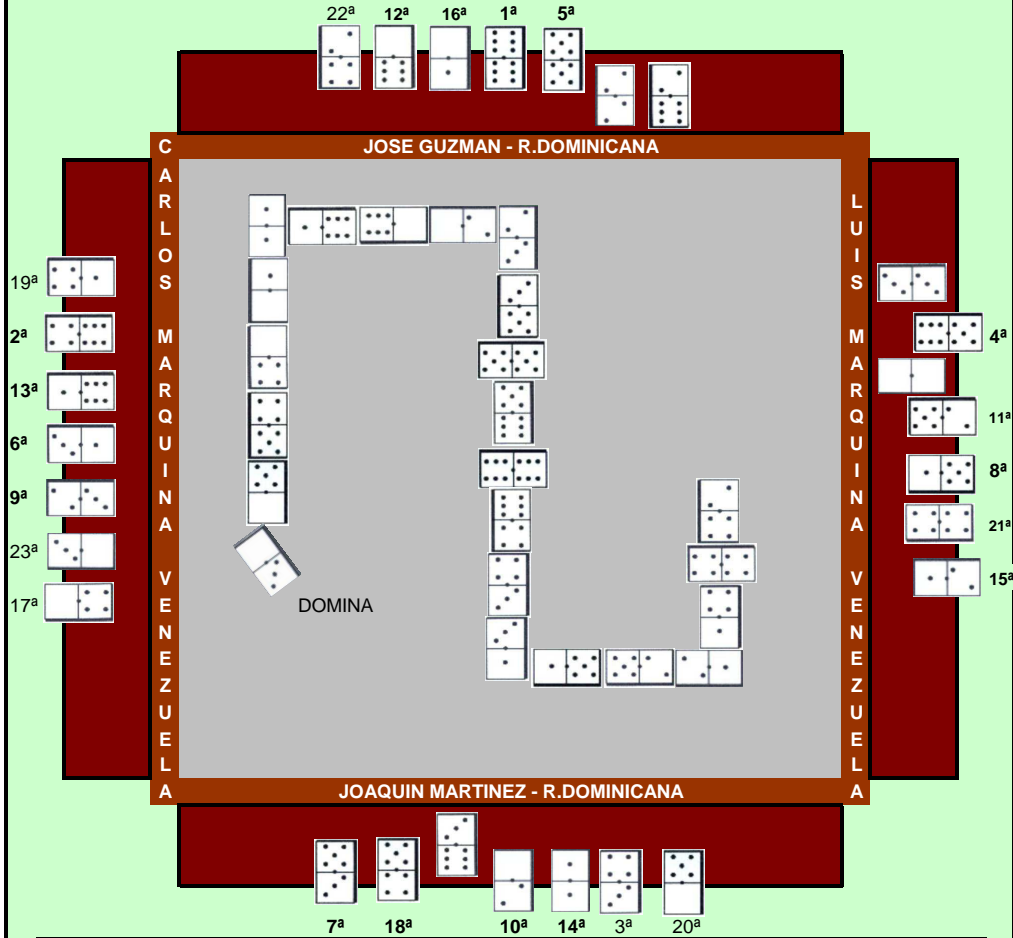 22ª 12ª 16ª 1ª 5ª
JOSE GUZMAN - R.DOMINICANA
CARLOS MARQUINA VENEZUELA
LUIS MARQUINA VENEZUELA
19ª
2ª
13ª
6ª
9ª
23ª
17ª
4ª
11ª
8ª
21ª
15ª
DOMINA
JOAQUIN MARTINEZ - R.DOMINICANA
7ª 18ª 10ª 14ª 3ª 20ª